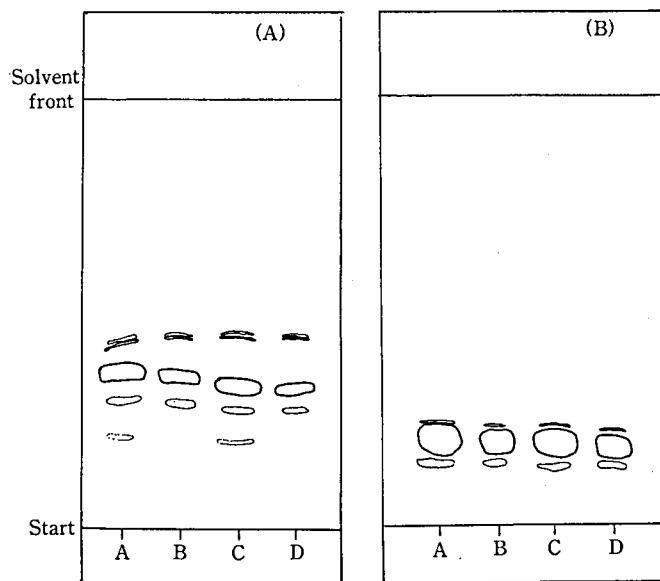 (A)
(B)
Solvent
front
Start
A B C D
A B C D